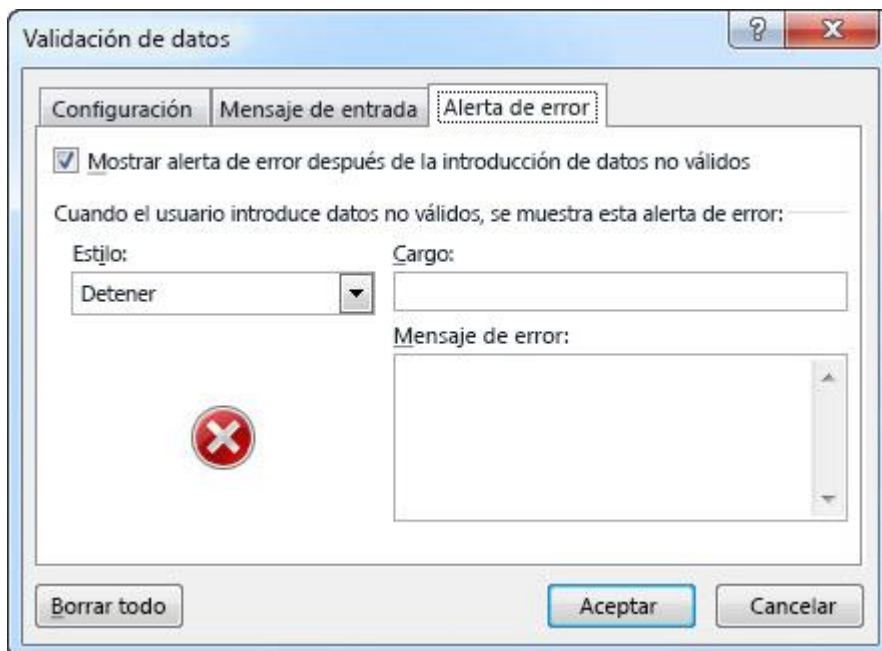 Validación de datos
Configuración
Mensaje de entrada
Alerta de error
Mostrar alerta de error después de la introducción de datos no válidos
Cuando el usuario introduce datos no válidos, se muestra esta alerta de error:
Estilo:
Cargo:
Detener
Mensaje de error:
Borrar todo
Aceptar
Cancelar